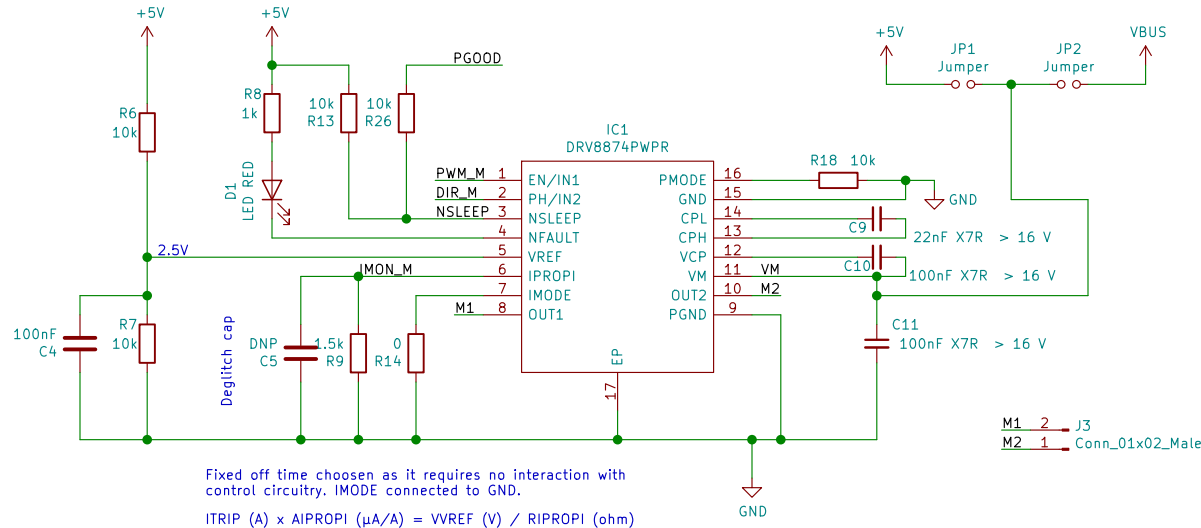 +5V
+5V
+5V
VBUS
JP1
Jumper
JP2
Jumper
PGOOD
R6
10k
R8
1k
10k
R13
10k
R26
D1
LED RED
IC1
DRV8874PWPR
PWM_M
1
EN/IN1
DIR_M
2
PH/IN2
NSLEEP
3
NSLEEP
4
NFAULT
2.5V
5
VREF
IMON_M
6
IPROPI
7
IMODE
M1
8
OUT1
PMODE
16
R18 10k
GND
15
GND
CPL
14
C9
CPH
13
22nF X7R > 16 V
VCP
12
C10
VM
11
VM
100nF X7R > 16 V
OUT2
10
M2
PGND
9
EP
17
C11
100nF X7R > 16 V
100nF
C4
R7
10k
Deglitch cap
DNP
C5
1.5k
R9
0
R14
M1
2
J3
M2
1
Conn_01x02_Male
GND
Fixed off time choosen as it requires no interaction with
control circuitry. IMODE connected to GND.
ITRIP (A) x AIPROPI (μA/A) = VVREF (V) / RIPROPI (ohm)